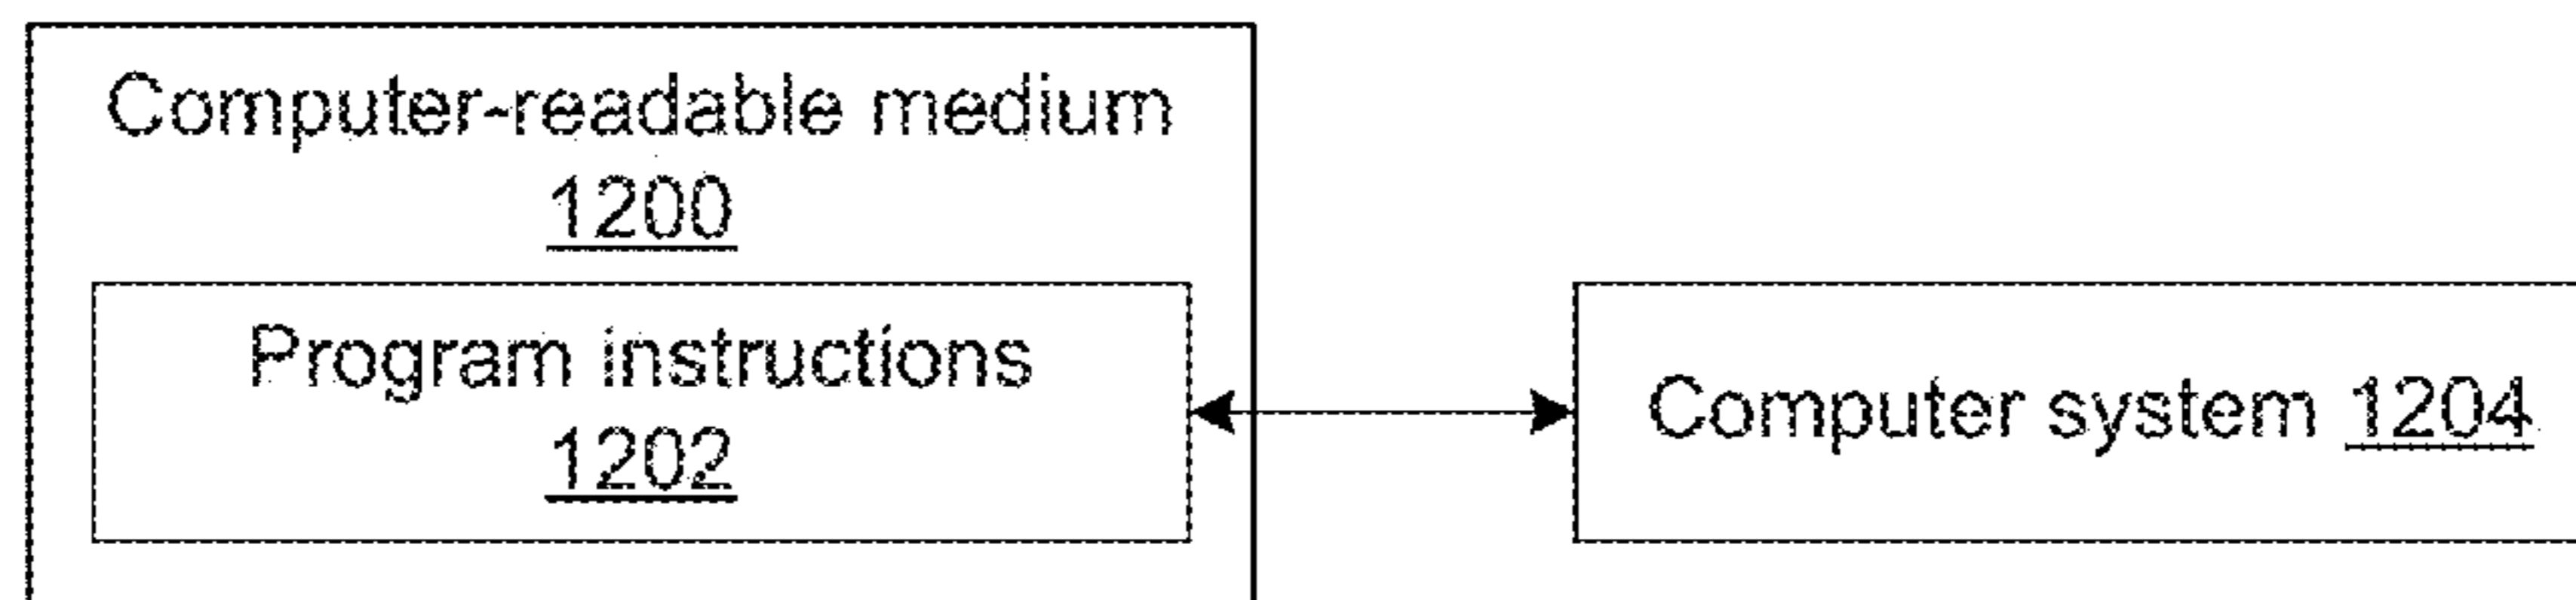 Computer-readable medium
1200
Program instructions
1202
Computer system 1204